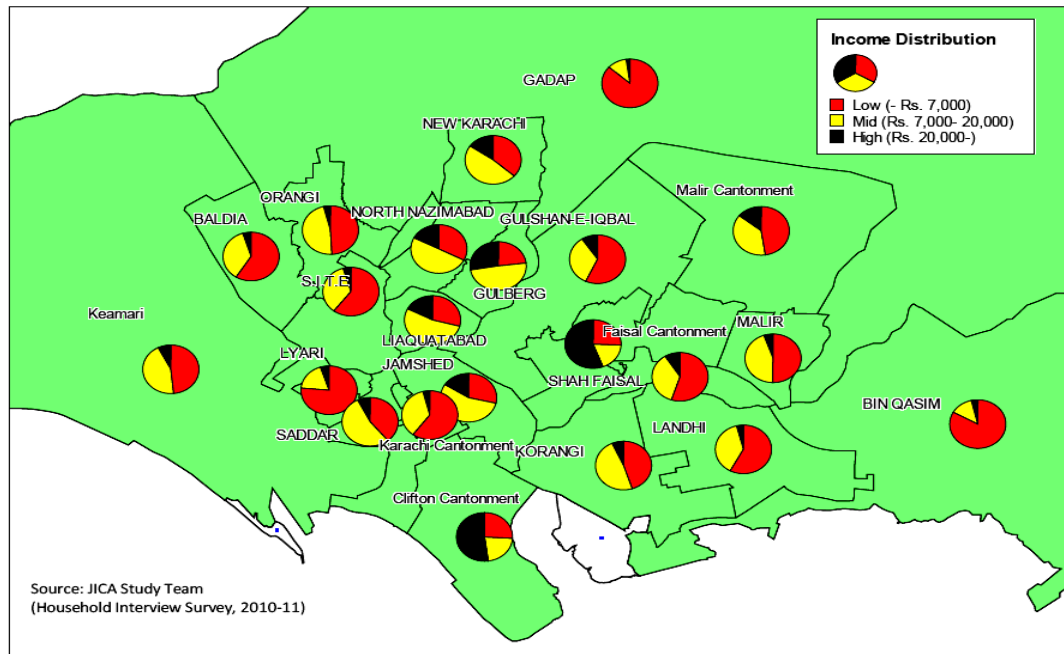 Income Distribution
Low (- Rs. 7,000)
Mid (Rs. 7,000- 20,000)
High (Rs. 20,000-)
GADAP
NEW KARACHI
Malir Cantonment
ORANGI
NORTH NAZIMABAD
GULSHAN-E-IQBAL
BALDIA
S.I.T.E
GULBERG
Keamari
LIAQUATABAD
Faisal Cantonment
MALIR
LYARI
JAMSHED
SHAH FAISAL
BIN QASIM
SADDAR
Karachi Cantonment
KORANGI
LANDHI
Clifton Cantonment
Source: JICA Study Team
(Household Interview Survey, 2010-11)